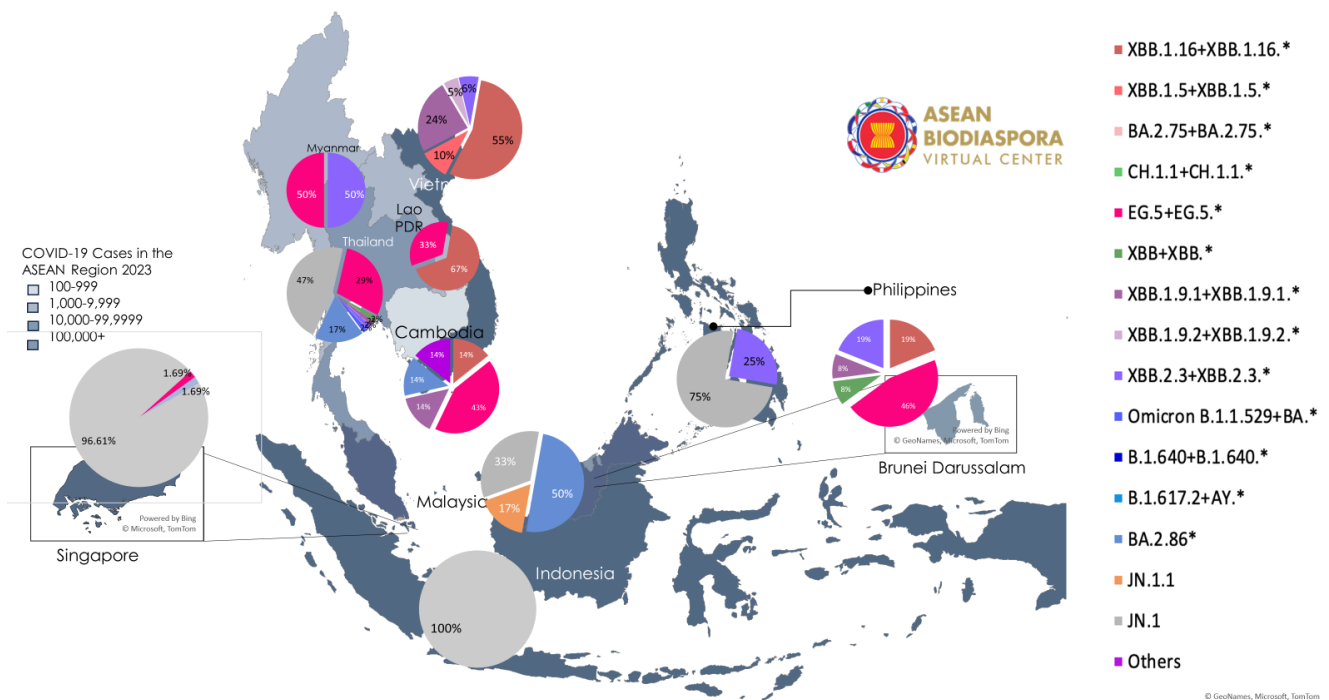 XBB.1.16+XBB.1.16.*
XBB.1.5+XBB.1.5.*
BA.2.75+BA.2.75.*
CH.1.1+CH.1.1.*
EG.5+EG.5.*
XBB+XBB.*
XBB.1.9.1+XBB.1.9.1.*
XBB.1.9.2+XBB.1.9.2.*
XBB.2.3+XBB.2.3.*
Omicron B.1.1.529+BA.*
B.1.640+B.1.640.*
B.1.617.2+AY.*
BA.2.86*
JN.1.1
JN.1
Others
ASEAN
BIODIASPORA
VIRTUAL CENTER
6%
5%
24%
10%
55%
Vietn
Myanmar
50%
50%
Lao
PDR
33%
67%
Thailand
47%
29%
17%
COVID-19 Cases in the
ASEAN Region 2023
100-999
1,000-9,999
10,000-99,9999
100,000+
Cambodia
14%
14%
14%
14%
43%
Philippines
25%
75%
19%
19%
8%
8%
46%
Powered by Bing
© GeoNames, Microsoft, TomTom
Brunei Darussalam
1.69%
1.69%
96.61%
Powered by Bing
© Microsoft, TomTom
Singapore
Malaysia
33%
50%
17%
Indonesia
100%
© GeoNames, Microsoft, TomTom